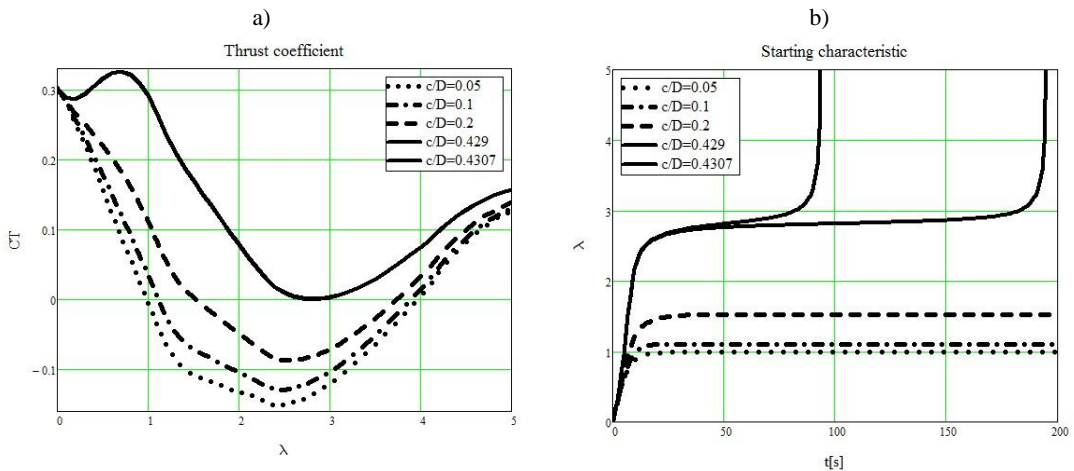 a)
Thrust coefficient
0.3
0.2
0.1
0
−0.1
CT
0
1
2
3
4
5
λ
c/D=0.05
c/D=0.1
c/D=0.2
c/D=0.429
c/D=0.4307
b)
Starting characteristic
5
4
3
2
1
0
λ
0
50
100
150
200
t[s]
c/D=0.05
c/D=0.1
c/D=0.2
c/D=0.429
c/D=0.4307